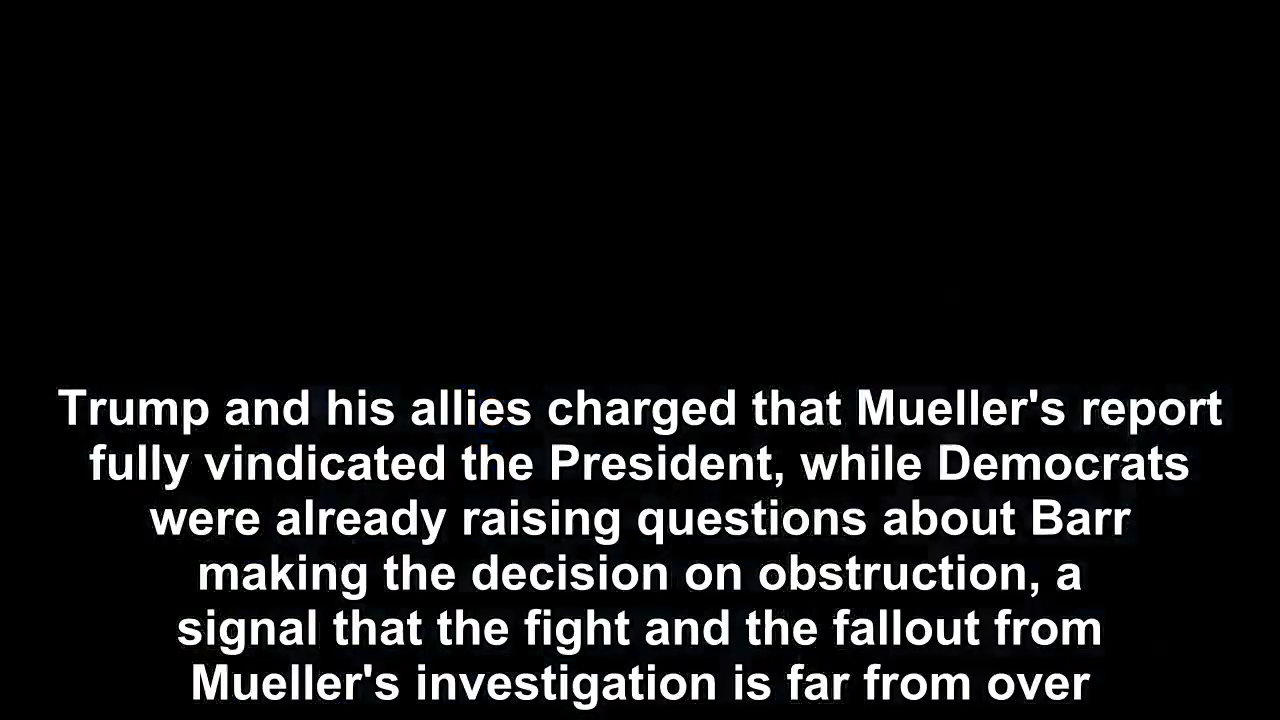 Trump and his allies charged that Mueller's report
fully vindicated the President, while Democrats
were already raising questions about Barr
making the decision on obstruction, a
signal that the fight and the fallout from
Mueller's investigation is far from over